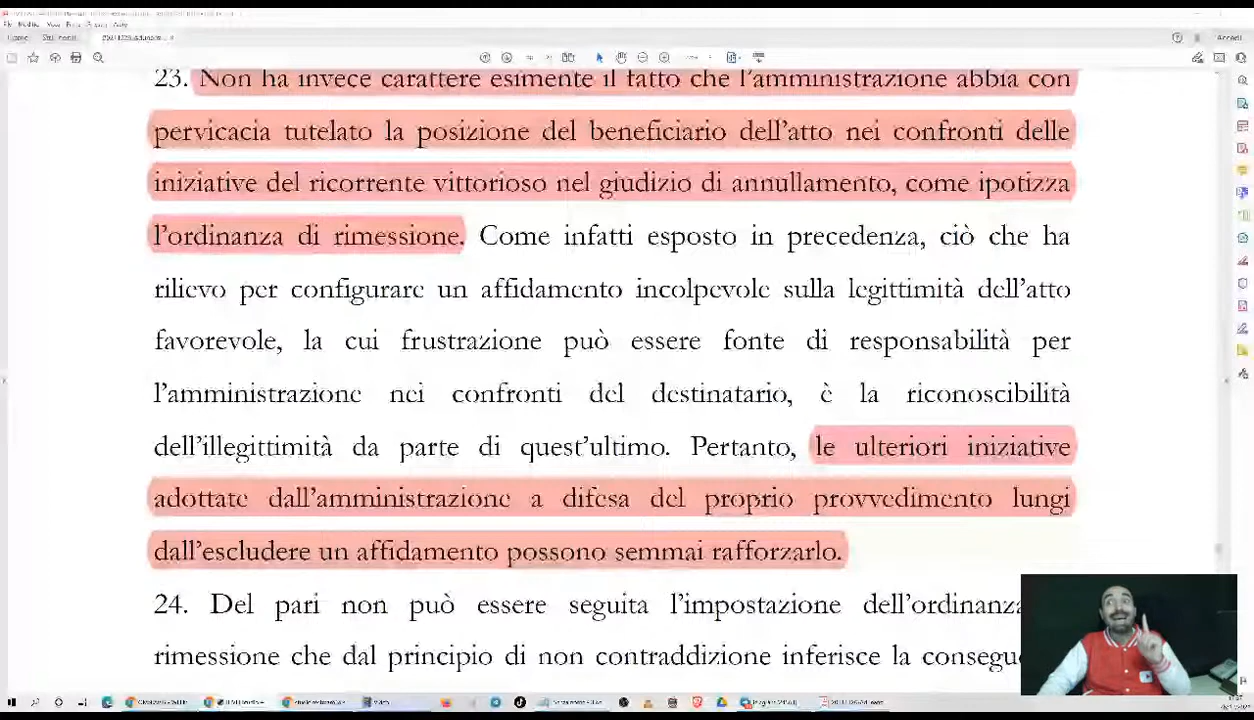 23. Non ha invece carattere esimente il fatto che l'amministrazione abbia con
pervicacia tutelato la posizione del beneficiario dell'atto nei confronti delle
iniziative del ricorrente vittorioso nel giudizio di annullamento, come ipotizza
l'ordinanza di rimessione. Come infatti esposto in precedenza, ciò che ha
rilievo per configurare un affidamento incolpevole sulla legittimità dell'atto
favorevole, la cui frustrazione può essere fonte di responsabilità per
l'amministrazione nei confronti del destinatario, è la riconoscibilità
dell'illegittimità da parte di quest'ultimo. Pertanto, le ulteriori iniziative
adottate dall'amministrazione a difesa del proprio provvedimento lungi
dall'escludere un affidamento possono semmai rafforzarlo.
24. Del pari non può essere seguita l'impostazione dell'ordinanza
rimessione che dal principio di non contraddizione inferisce la consegue